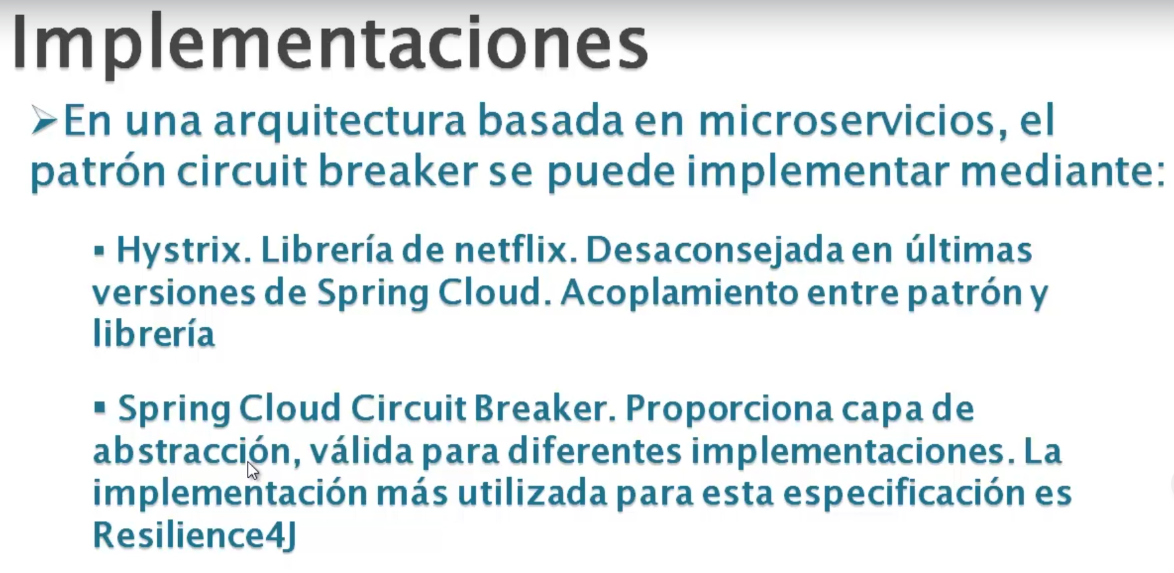 Implementaciones
➢En una arquitectura basada en microservicios, el
patrón circuit breaker se puede implementar mediante:
▪ Hystrix. Librería de netflix. Desaconsejada en últimas
versiones de Spring Cloud. Acoplamiento entre patrón y
librería
▪ Spring Cloud Circuit Breaker. Proporciona capa de
abstracción, válida para diferentes implementaciones. La
implementación más utilizada para esta especificación es
Resilience4J